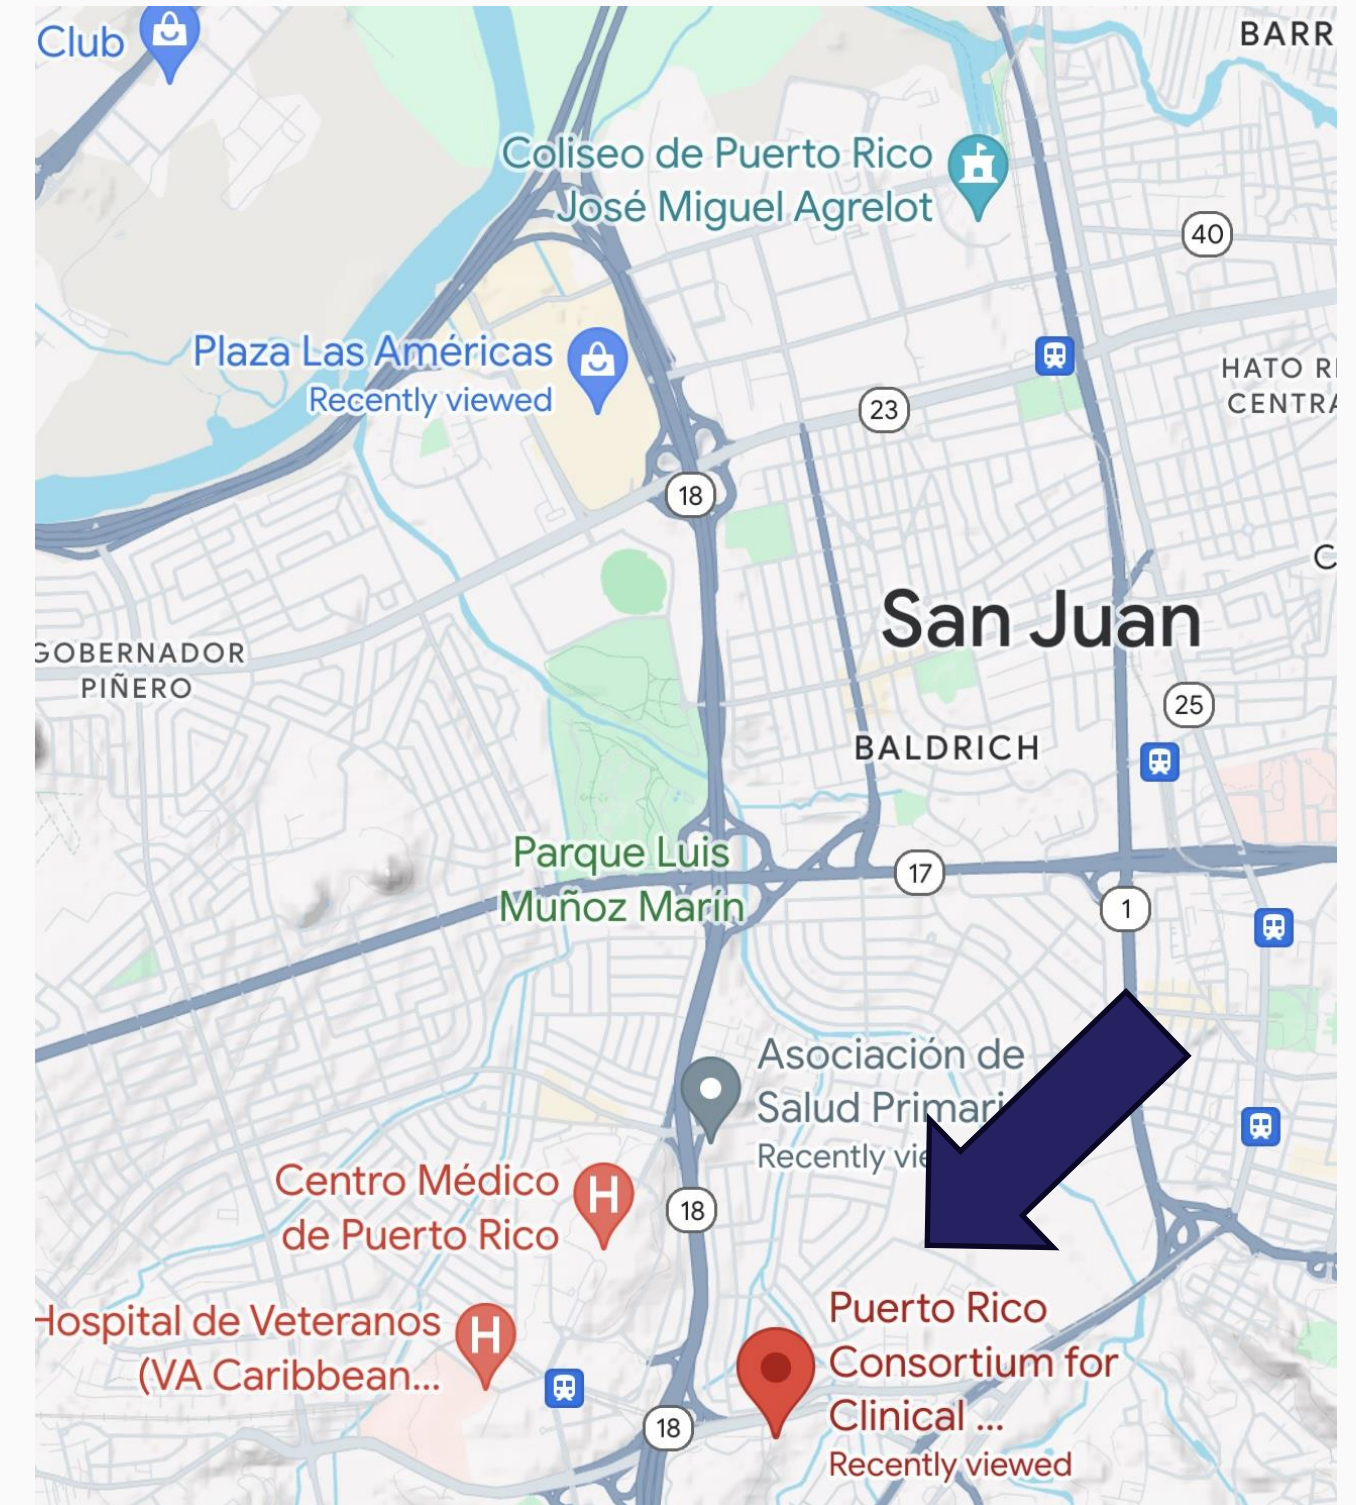 Club
BARR
Coliseo de Puerto Rico
José Miguel Agrelot
40
Plaza Las Américas
Recently viewed
HATO RI
CENTRA
23
18
C
San Juan
GOBERNADOR
PIÑERO
25
BALDRICH
Parque Luis
Muñoz Marín
17
1
Asociación de
Salud Primari
Recently vie
Centro Médico
de Puerto Rico
18
Hospital de Veteranos
(VA Caribbean...
Puerto Rico
Consortium for
Clinical ...
Recently viewed
18